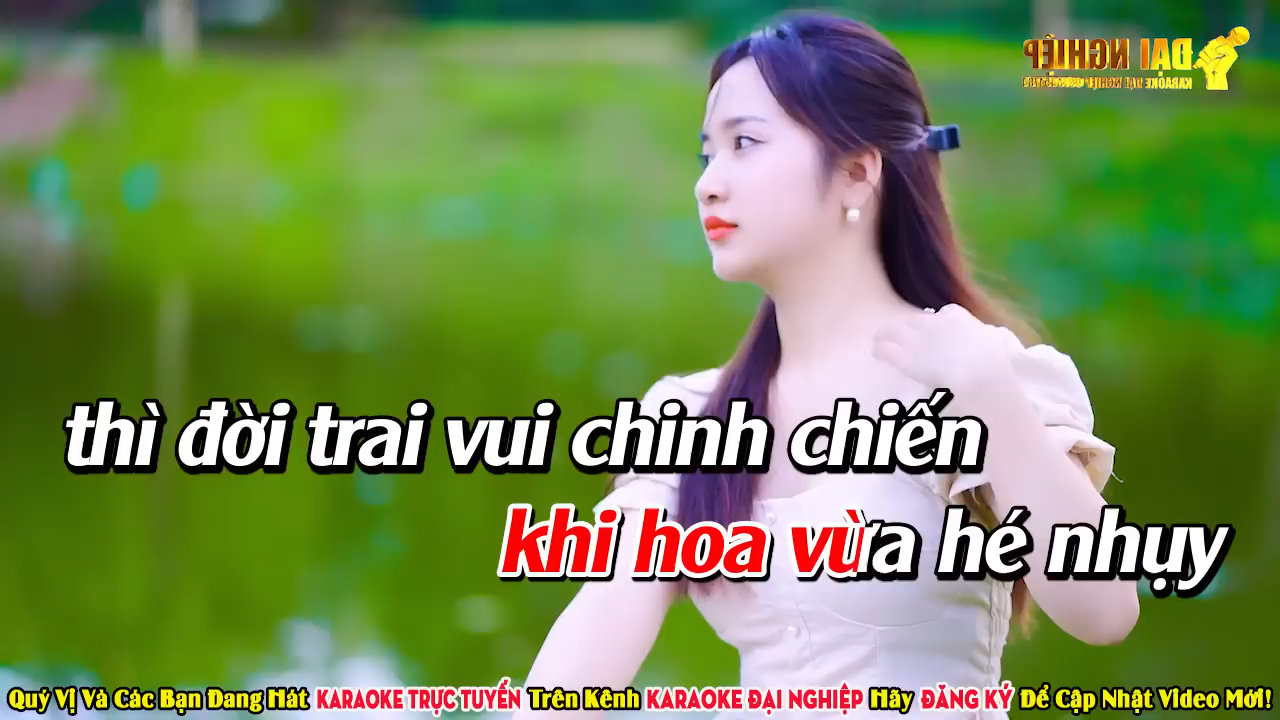 ĐẠI NGHIỆP
thì đời trai vui chinh chiến
khi hoa vừa hé nhụy
Quý Vị Và Các Bạn Đang Hát KARAOKE TRỰC TUYẾN Trên Kênh KARAOKE ĐẠI NGHIỆP Hãy ĐĂNG KÝ Để Cập Nhật Video Mới!